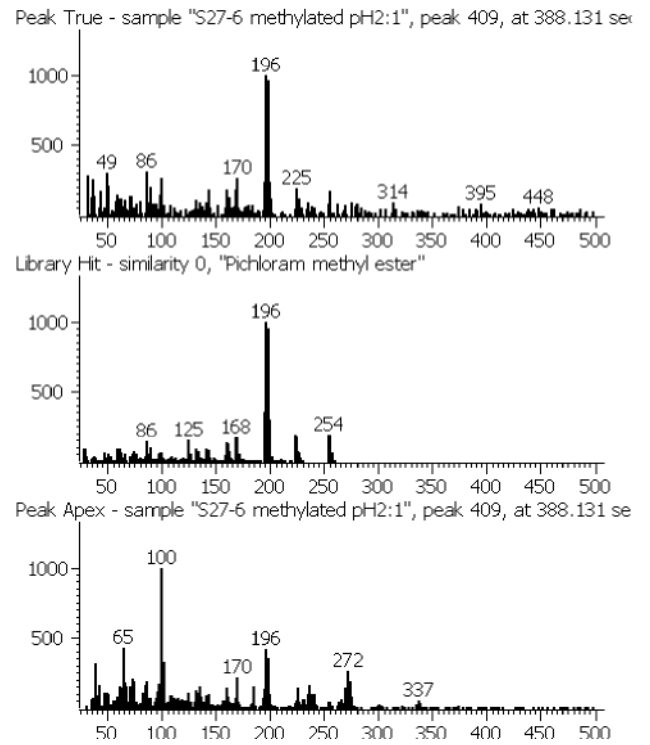 Peak True - sample "S27-6 methylated pH2:1", peak 409, at 388.131 sec
1000
500
196
49 86 170 225 314 395 448
50 100 150 200 250 300 350 400 450 500
Library Hit - similarity 0, "Pichloram methyl ester"
1000
500
196
86 125 168 254
50 100 150 200 250 300 350 400 450 500
Peak Apex - sample "S27-6 methylated pH2:1", peak 409, at 388.131 se
1000
500
100
65 196 170 272 337
50 100 150 200 250 300 350 400 450 500